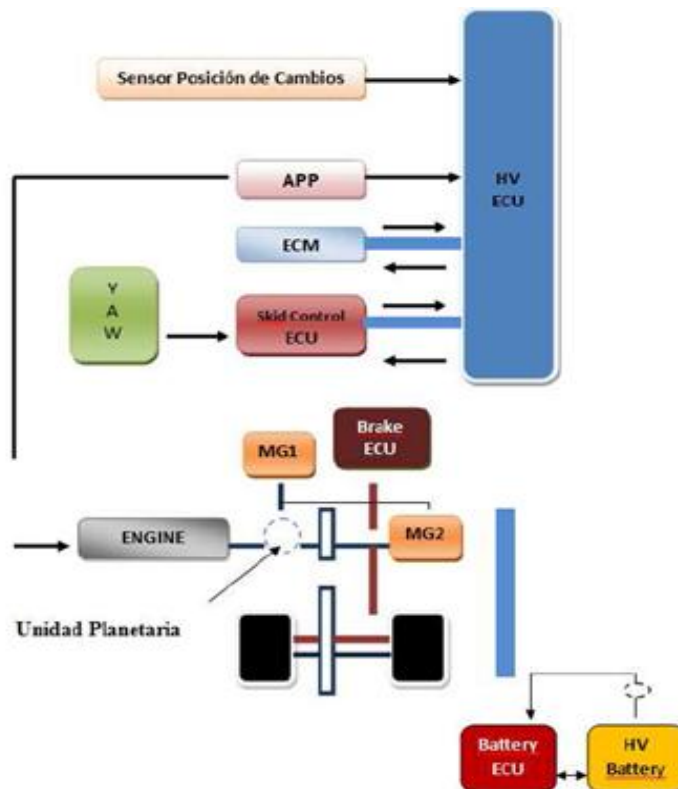 Sensor Posición de Cambios
HV
ECU
APP
ECM
Y
A
W
Skid Control
ECU
Brake
ECU
MG1
ENGINE
MG2
Unidad Planetaria
Battery
ECU
HV
Battery